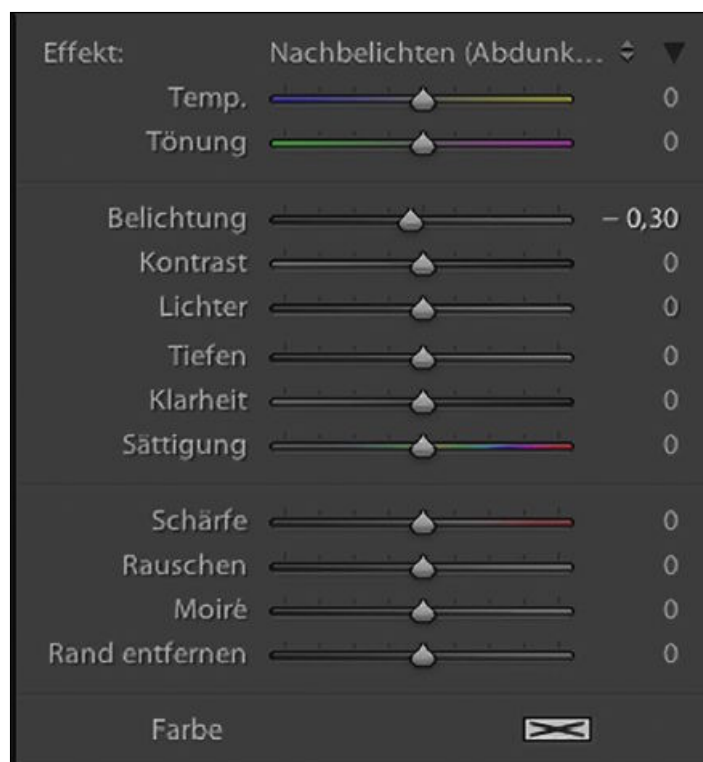 Effekt: Nachbelichten (Abdunk...
Temp. 0
Tönung 0
Belichtung – 0,30
Kontrast 0
Lichter 0
Tiefen 0
Klarheit 0
Sättigung 0
Schärfe 0
Rauschen 0
Moiré 0
Rand entfernen 0
Farbe